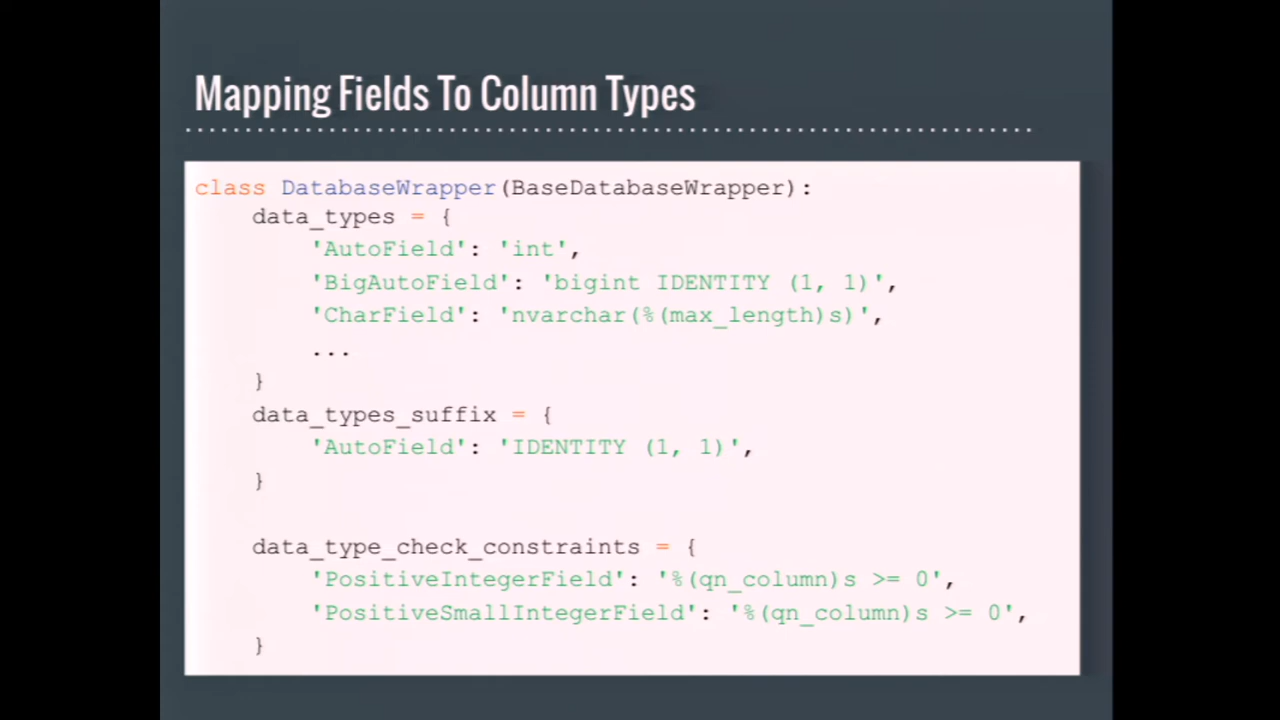 Mapping Fields To Column Types
class DatabaseWrapper(BaseDatabaseWrapper):
    data_types = {
        'AutoField': 'int',
        'BigAutoField': 'bigint IDENTITY (1, 1)',
        'CharField': 'nvarchar(%(max_length)s)',
        ...
    }
    data_types_suffix = {
        'AutoField': 'IDENTITY (1, 1)',
    }
    data_type_check_constraints = {
        'PositiveIntegerField': '%(qn_column)s >= 0',
        'PositiveSmallIntegerField': '%(qn_column)s >= 0',
    }